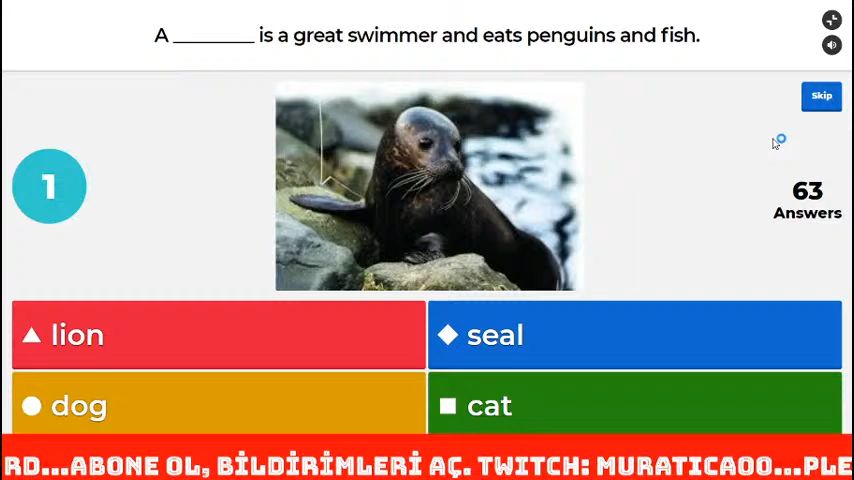 A ________ is a great swimmer and eats penguins and fish.
Skip
1
63
Answers
lion
seal
dog
cat
RD...ABONE OL, BİLDİRİMLERİ AÇ. TWITCH: MURATICAOO...PLE